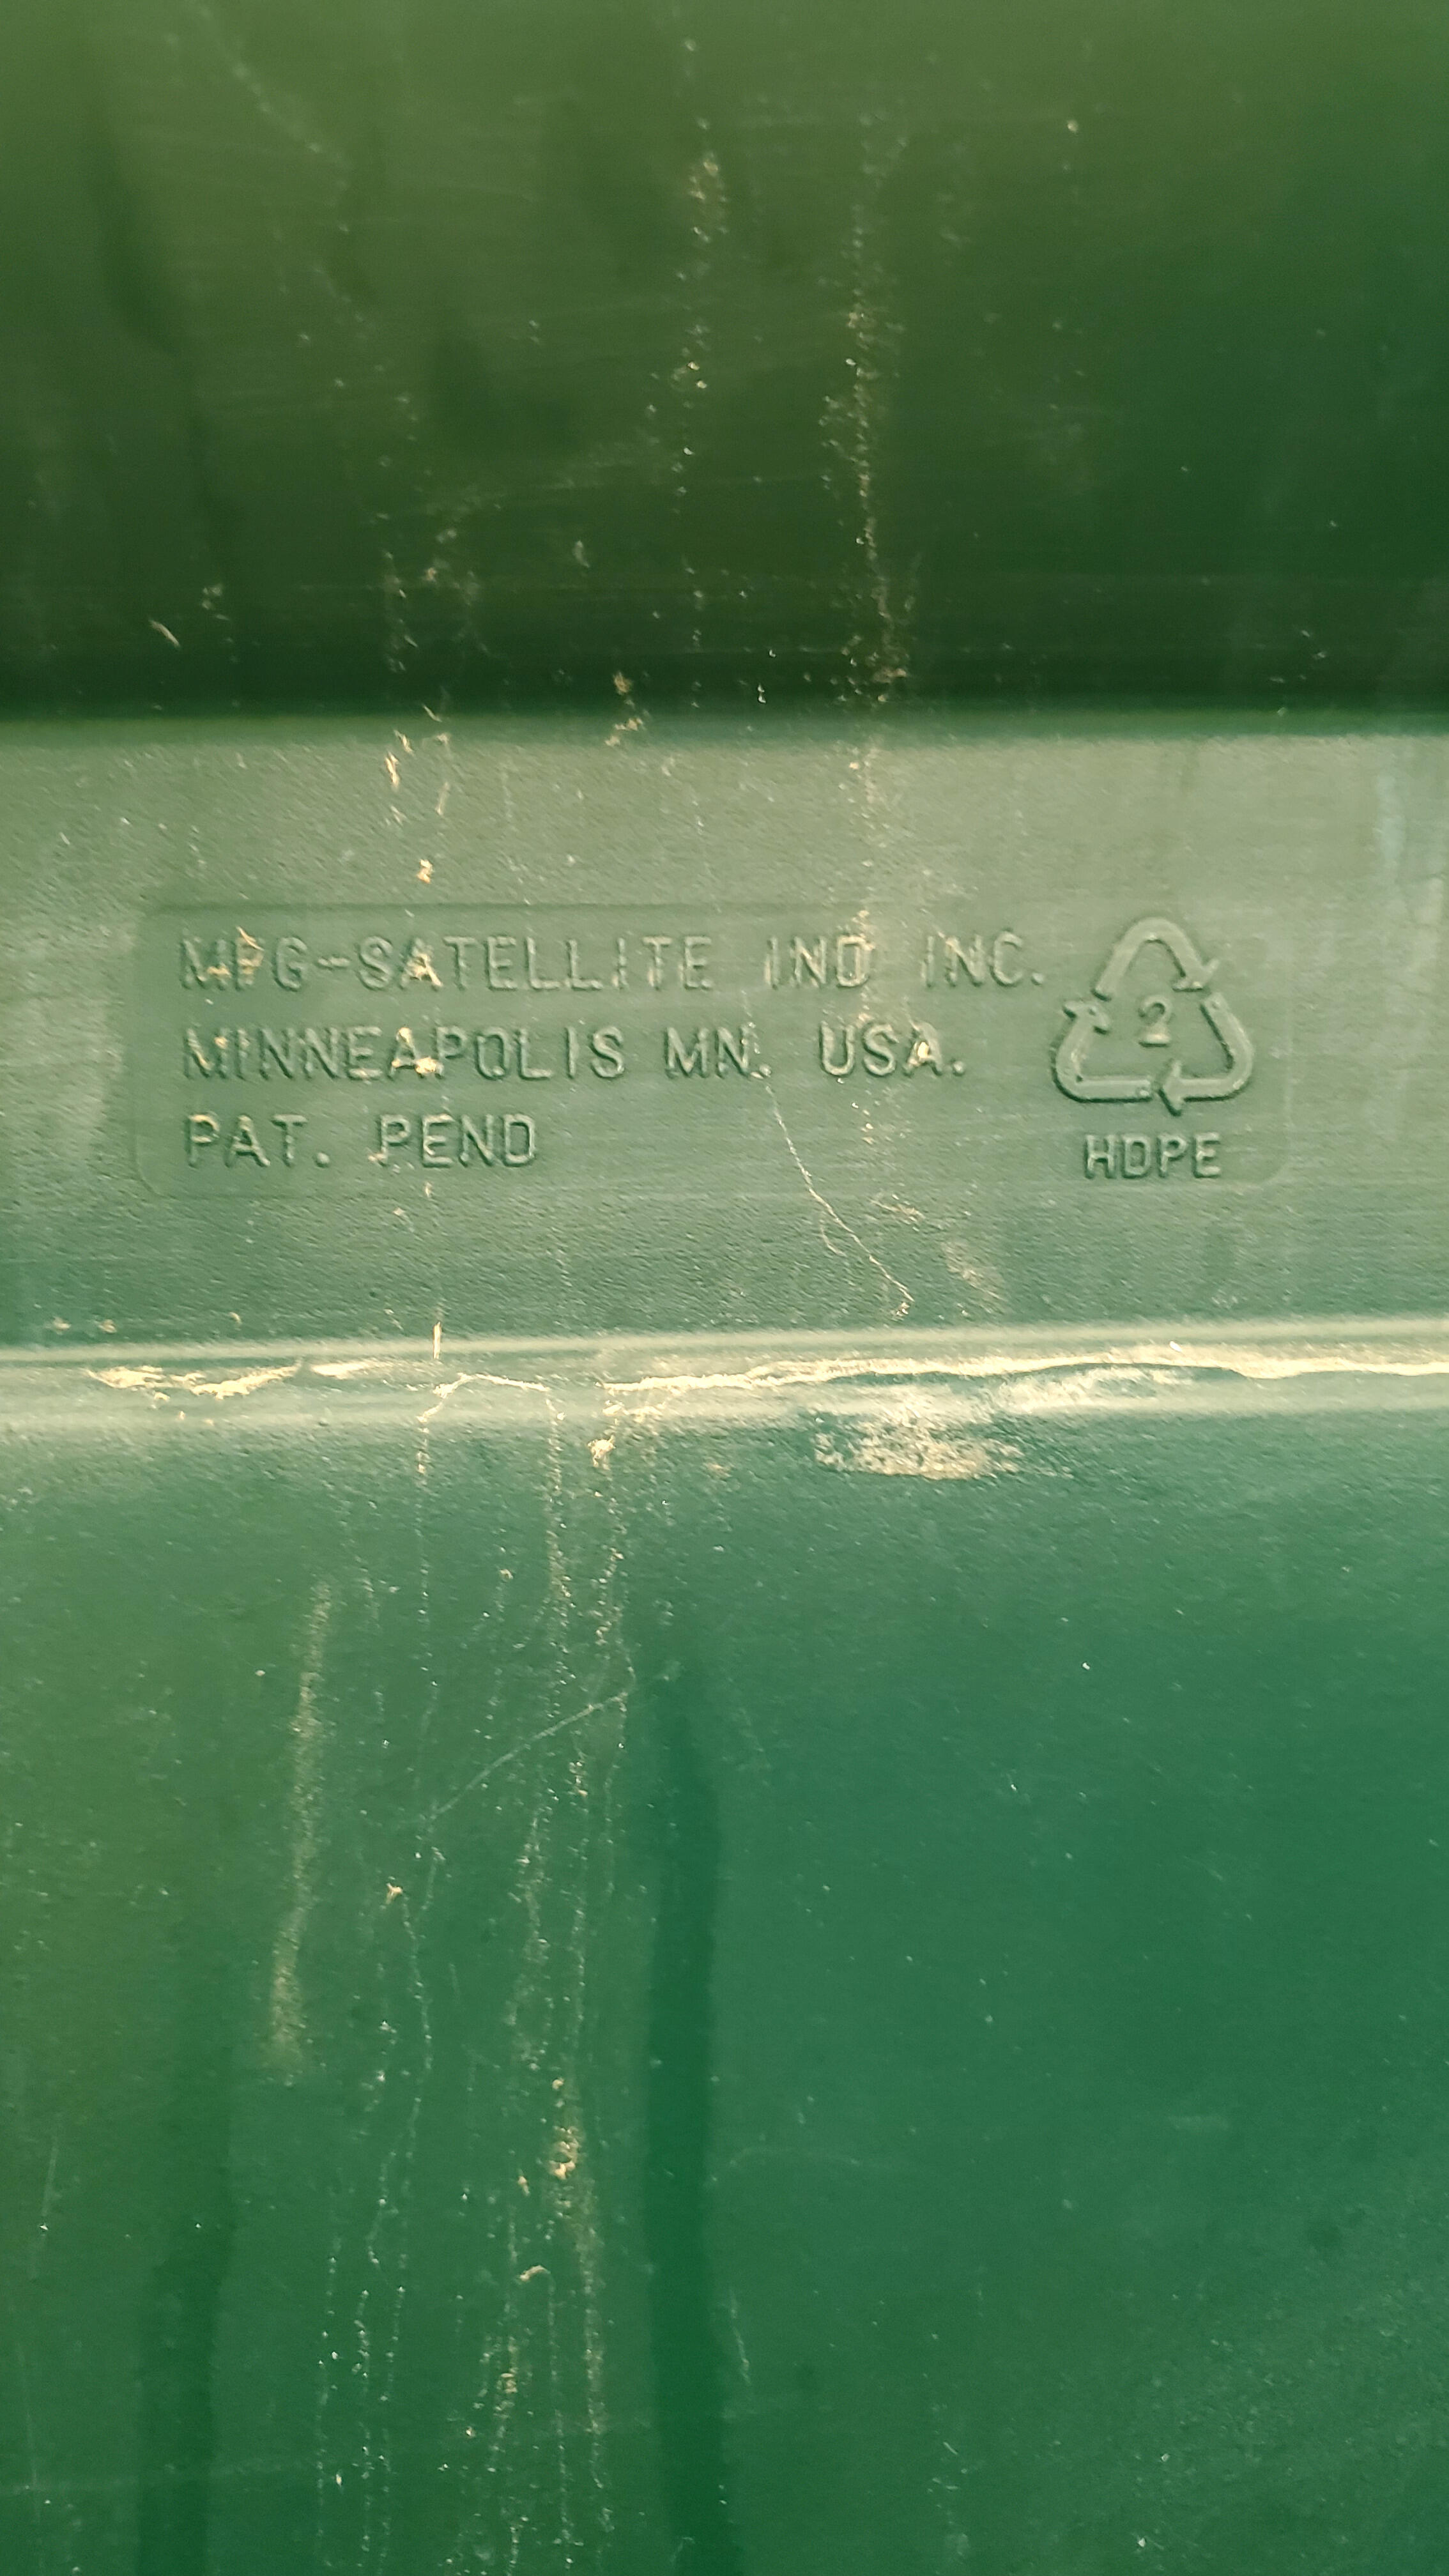 MFG-SATELLITE IND INC.
MINNEAPOLIS MN. USA.
PAT. PEND
2
HDPE